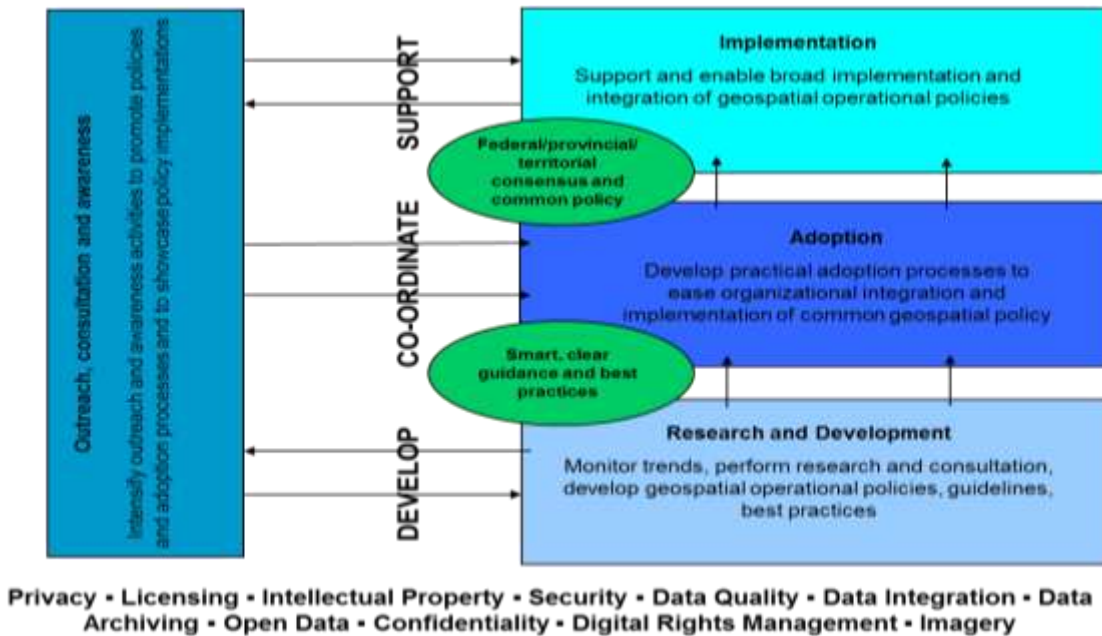 Outreach, consultation and awareness
Intensify outreach and awareness activities to promote policies
and adoption processes and to showcase policy implementations
SUPPORT
CO-ORDINATE
DEVELOP
Implementation
Support and enable broad implementation and
integration of geospatial operational policies
Federal/provincial/
territorial
consensus and
common policy
Adoption
Develop practical adoption processes to
ease organizational integration and
implementation of common geospatial policy
Smart, clear
guidance and best
practices
Research and Development
Monitor trends, perform research and consultation,
develop geospatial operational policies, guidelines,
best practices
Privacy - Licensing - Intellectual Property - Security - Data Quality - Data Integration - Data
Archiving - Open Data - Confidentiality - Digital Rights Management - Imagery